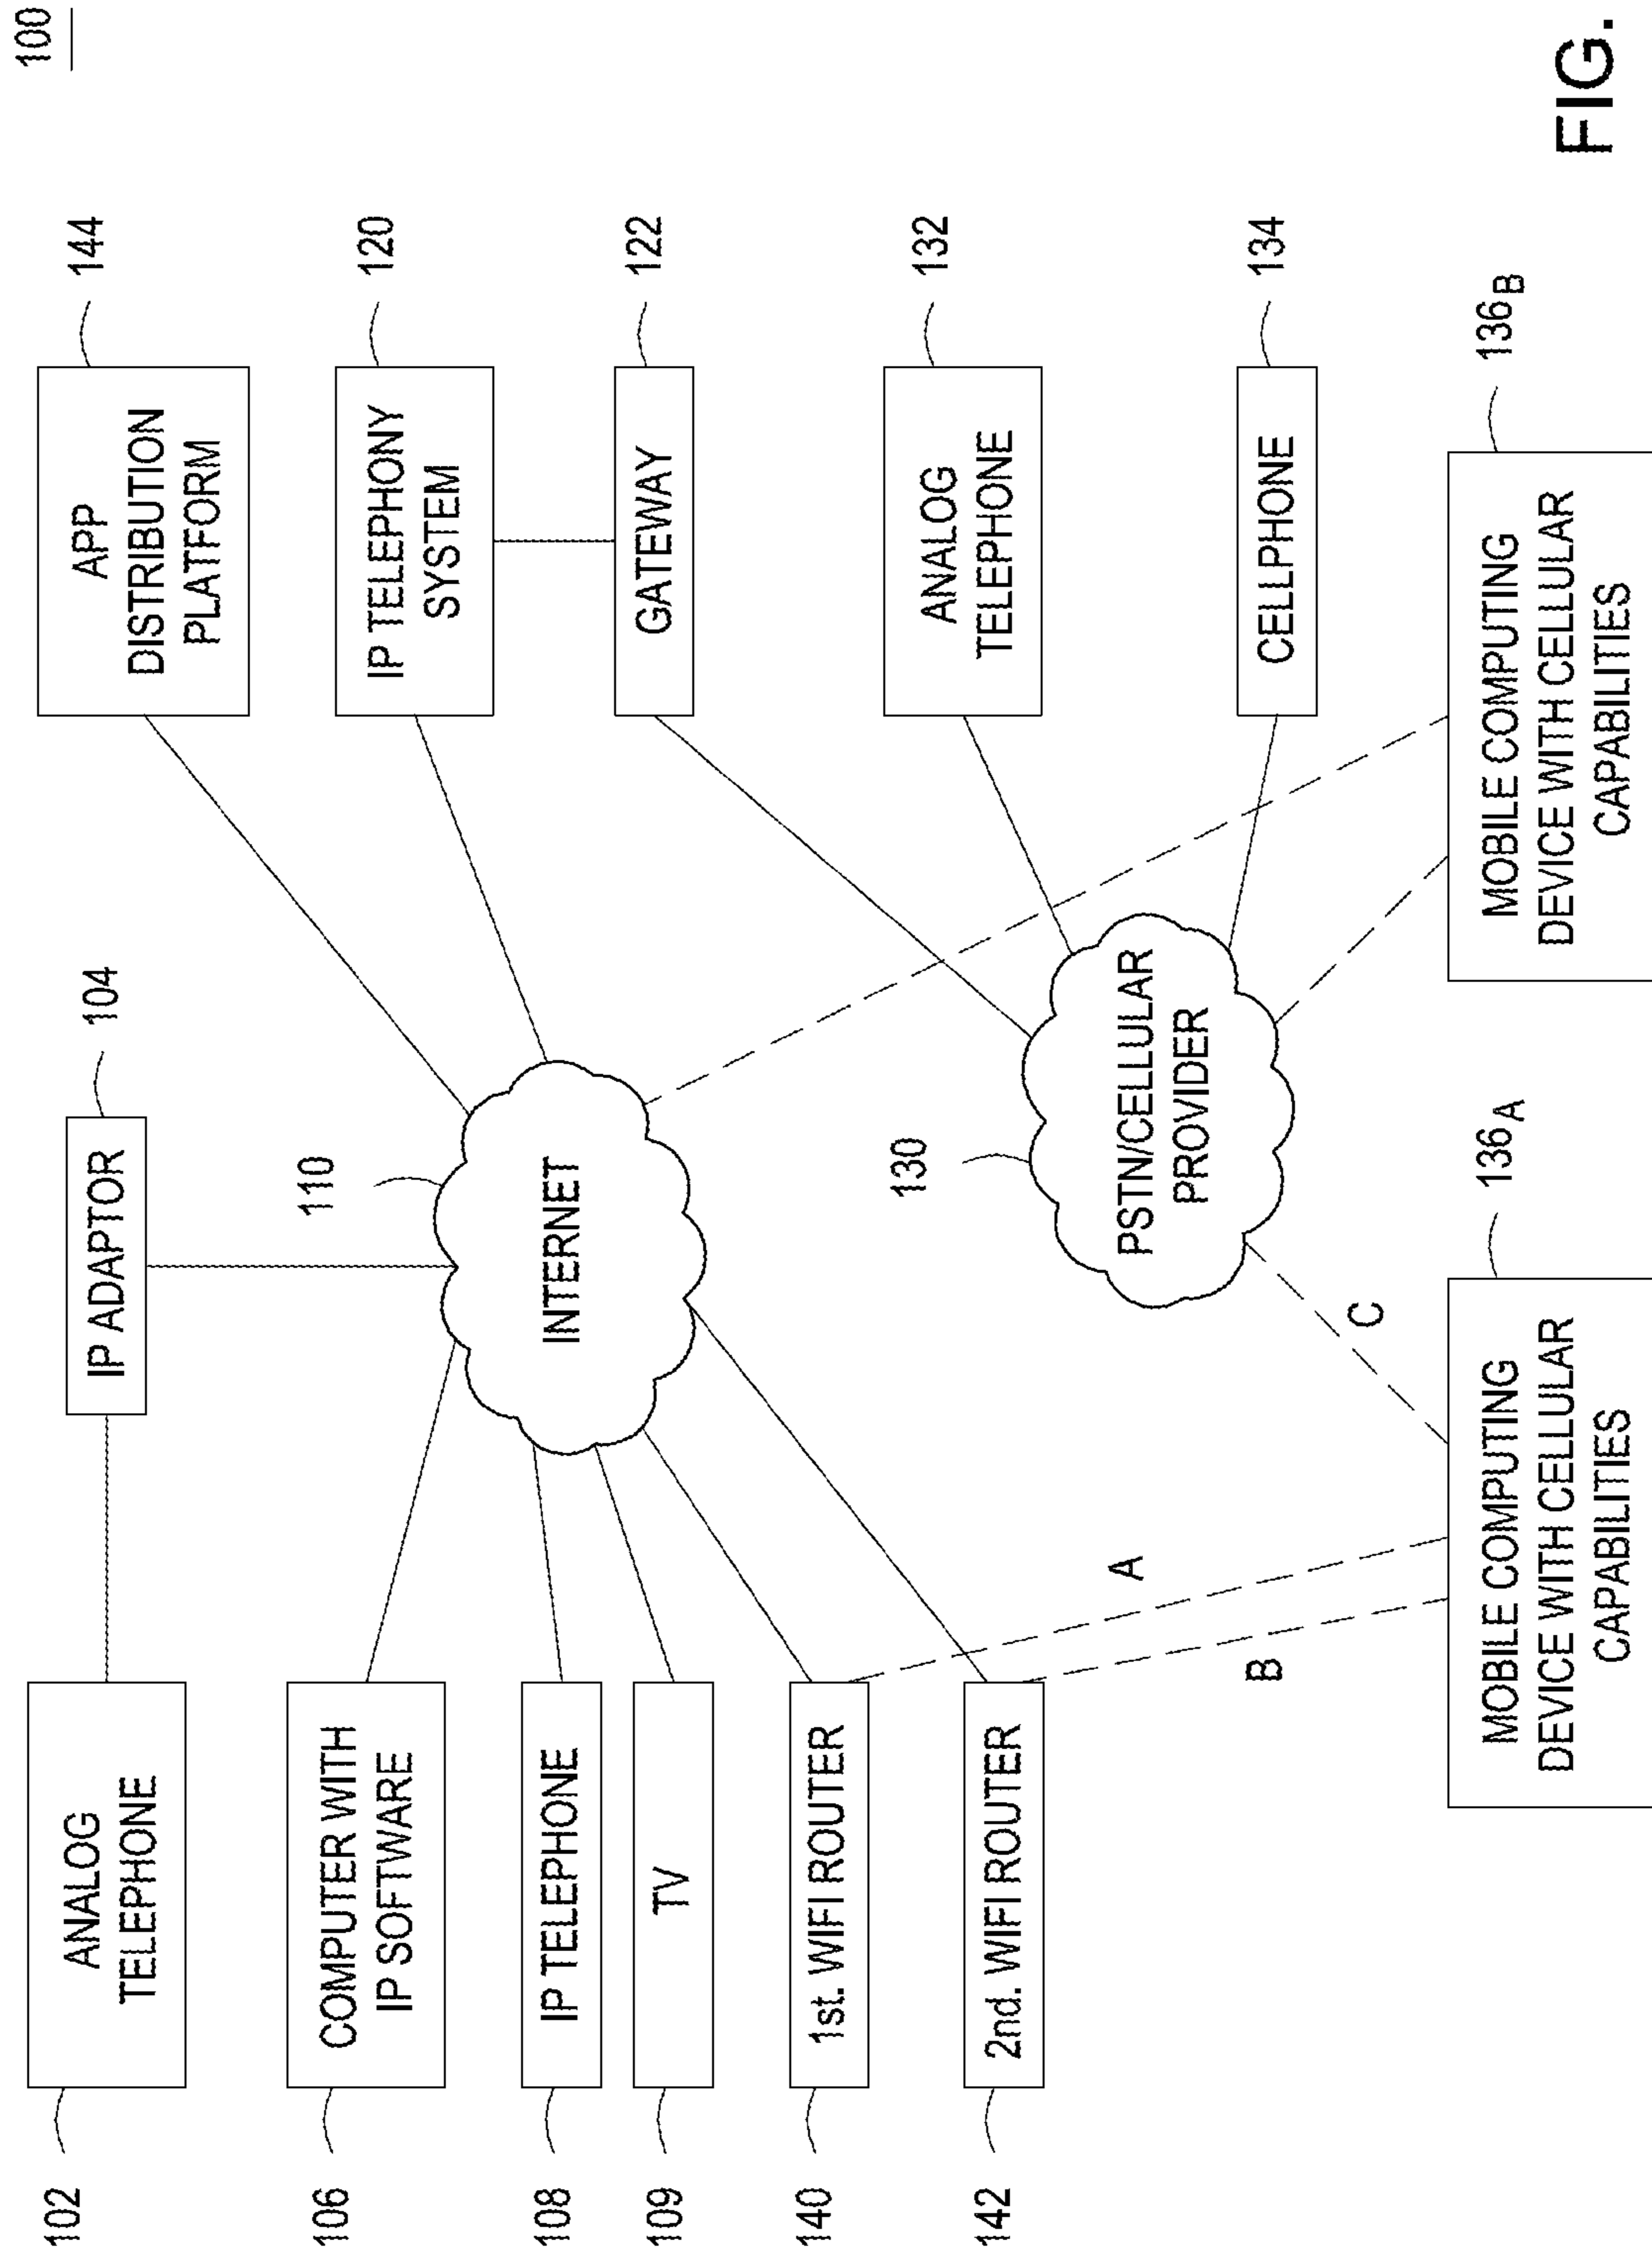 100
102
ANALOG
TELEPHONE
IP ADAPTOR
104
APP
DISTRIBUTION
PLATFORM
144
106
COMPUTER WITH
IP SOFTWARE
110
INTERNET
IP TELEPHONY
SYSTEM
120
108
IP TELEPHONE
109
TV
GATEWAY
122
140
1st. WIFI ROUTER
142
2nd. WIFI ROUTER
130
PSTN/CELLULAR
PROVIDER
ANALOG
TELEPHONE
132
CELLPHONE
134
A
B
C
MOBILE COMPUTING
DEVICE WITH CELLULAR
CAPABILITIES
136A
MOBILE COMPUTING
DEVICE WITH CELLULAR
CAPABILITIES
136B
FIG.